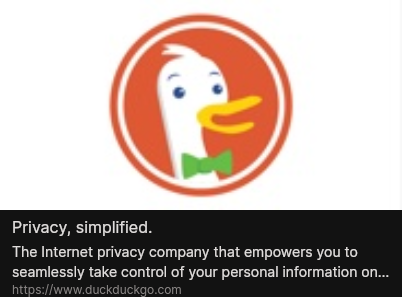 Privacy, simplified.
The Internet privacy company that empowers you to
seamlessly take control of your personal information on...
https://www.duckduckgo.com